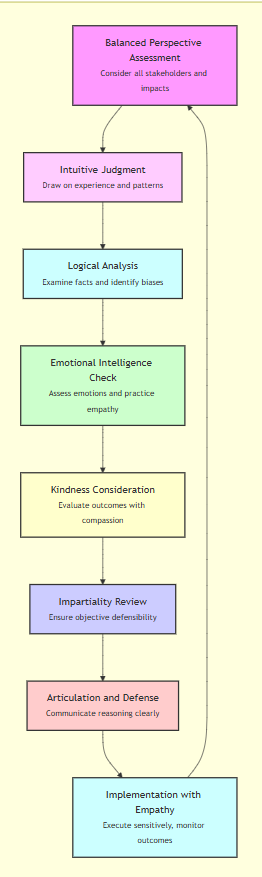 Balanced Perspective
Assessment
Consider all stakeholders and
impacts
Intuitive Judgment
Draw on experience and patterns
Logical Analysis
Examine facts and identify biases
Emotional Intelligence
Check
Assess emotions and practice
empathy
Kindness Consideration
Evaluate outcomes with
compassion
Impartiality Review
Ensure objective defensibility
Articulation and Defense
Communicate reasoning clearly
Implementation with
Empathy
Execute sensitively, monitor
outcomes